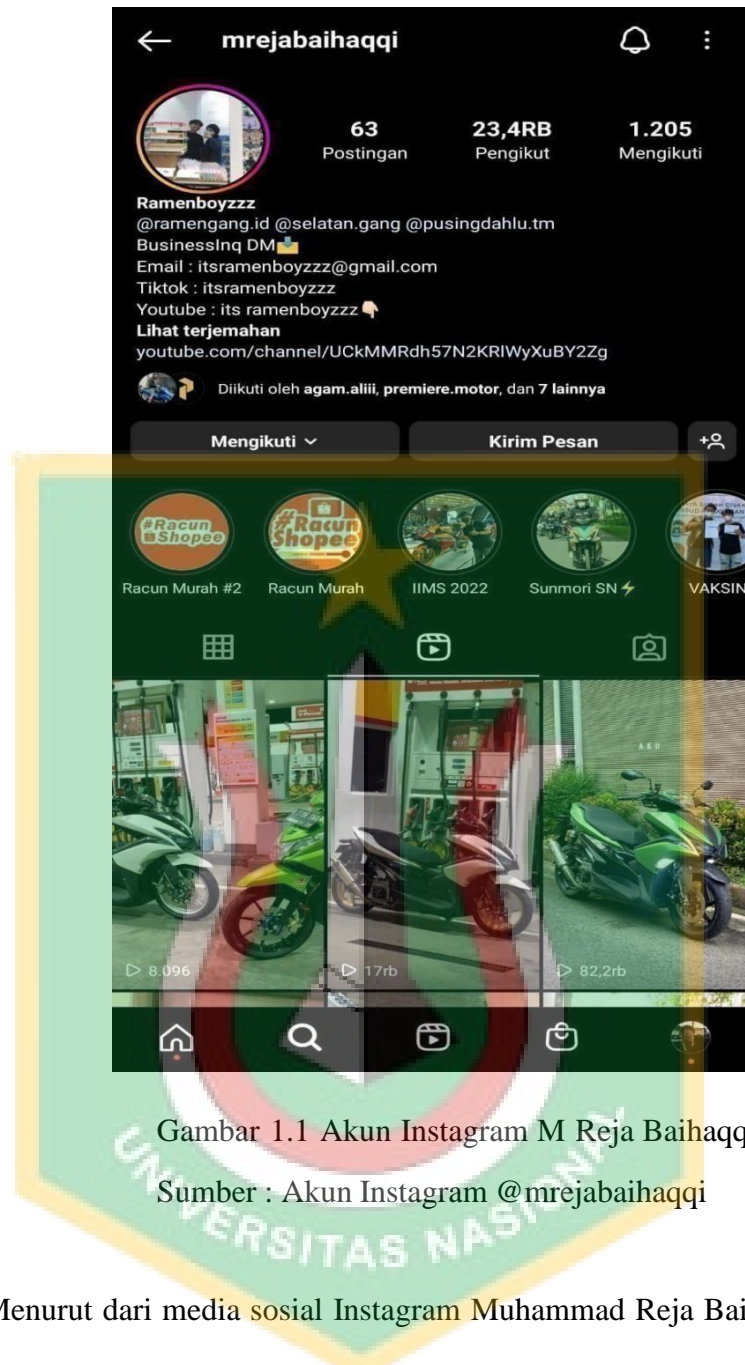 mrejabaihaqqi
63 23,4RB 1.205
Postingan Pengikut Mengikuti
Ramenboyzzz
@ramengang.id @selatan.gang @pusingdahlu.tm
BusinessInq DM📩
Email : itsramenboyzzz@gmail.com
Tiktok : itsramenboyzzz
Youtube : its ramenboyzzz👇🏻
Lihat terjemahan
youtube.com/channel/UCkMMRdh57N2KRlWyXuBY2Zg
Diikuti oleh agam.aliii, premiere.motor, dan 7 lainnya
Mengikuti Kirim Pesan
#Racun Shopee
#Racun Shopee
Racun Murah #2 Racun Murah IIMS 2022 Sunmori SN⚡ VAKSIN
8.096 17rb 82,2rb
Gambar 1.1 Akun Instagram M Reja Baihaqq
Sumber : Akun Instagram @mrejabaihaqqi
UNIVERSITAS NASIONAL
Menurut dari media sosial Instagram Muhammad Reja Bai